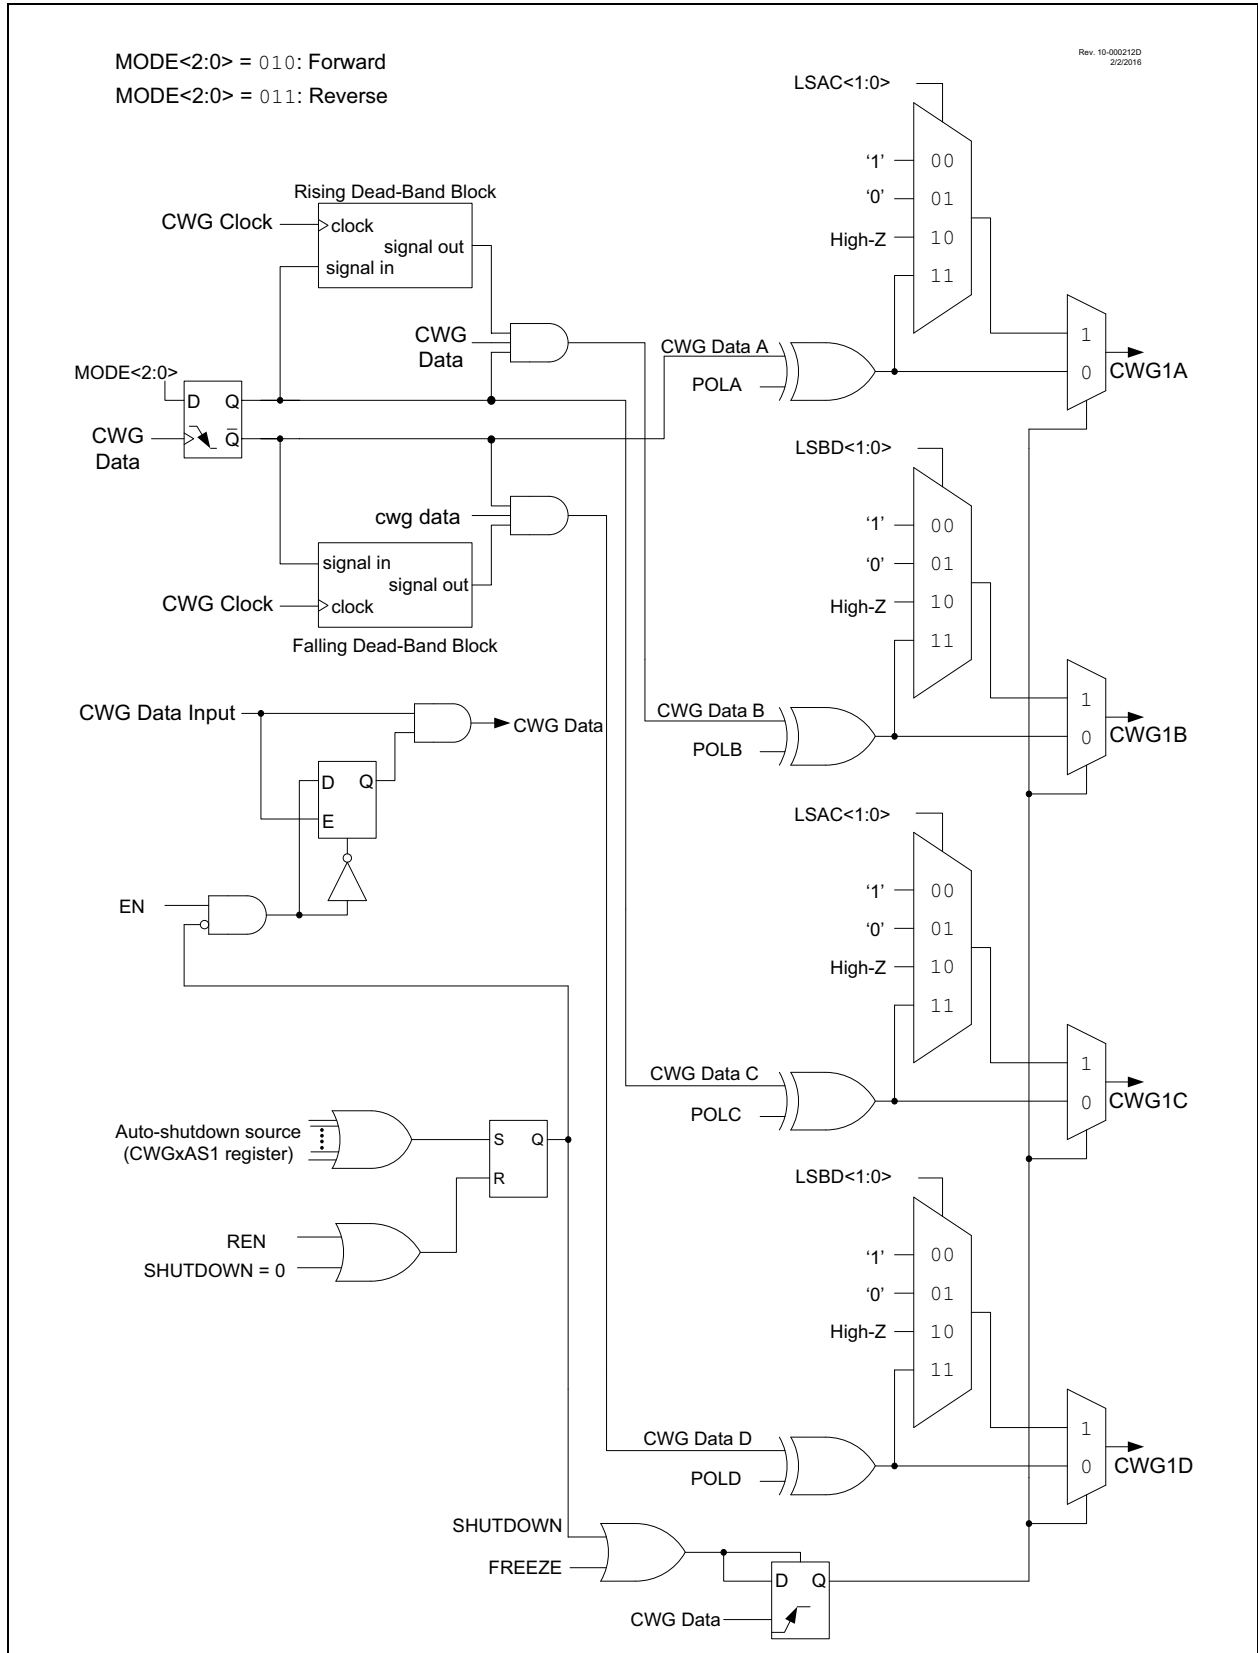 MODE<2:0> = 010: Forward
MODE<2:0> = 011: Reverse
Rev. 10-000212D
2/2/2016
LSAC<1:0>
'1'
00
'0'
01
High-Z
10
11
Rising Dead-Band Block
CWG Clock
clock
signal out
signal in
CWG
Data
CWG Data A
POLA
1
0
CWG1A
MODE<2:0>
D Q
CWG
Data
Q
LSBD<1:0>
'1'
00
'0'
01
High-Z
10
11
cwg data
signal in
signal out
CWG Clock
clock
Falling Dead-Band Block
CWG Data Input
CWG Data
D Q
E
CWG Data B
POLB
1
0
CWG1B
EN
LSAC<1:0>
'1'
00
'0'
01
High-Z
10
11
CWG Data C
POLC
1
0
CWG1C
Auto-shutdown source
(CWGxAS1 register)
S Q
R
REN
SHUTDOWN = 0
LSBD<1:0>
'1'
00
'0'
01
High-Z
10
11
CWG Data D
POLD
1
0
CWG1D
SHUTDOWN
FREEZE
D Q
CWG Data